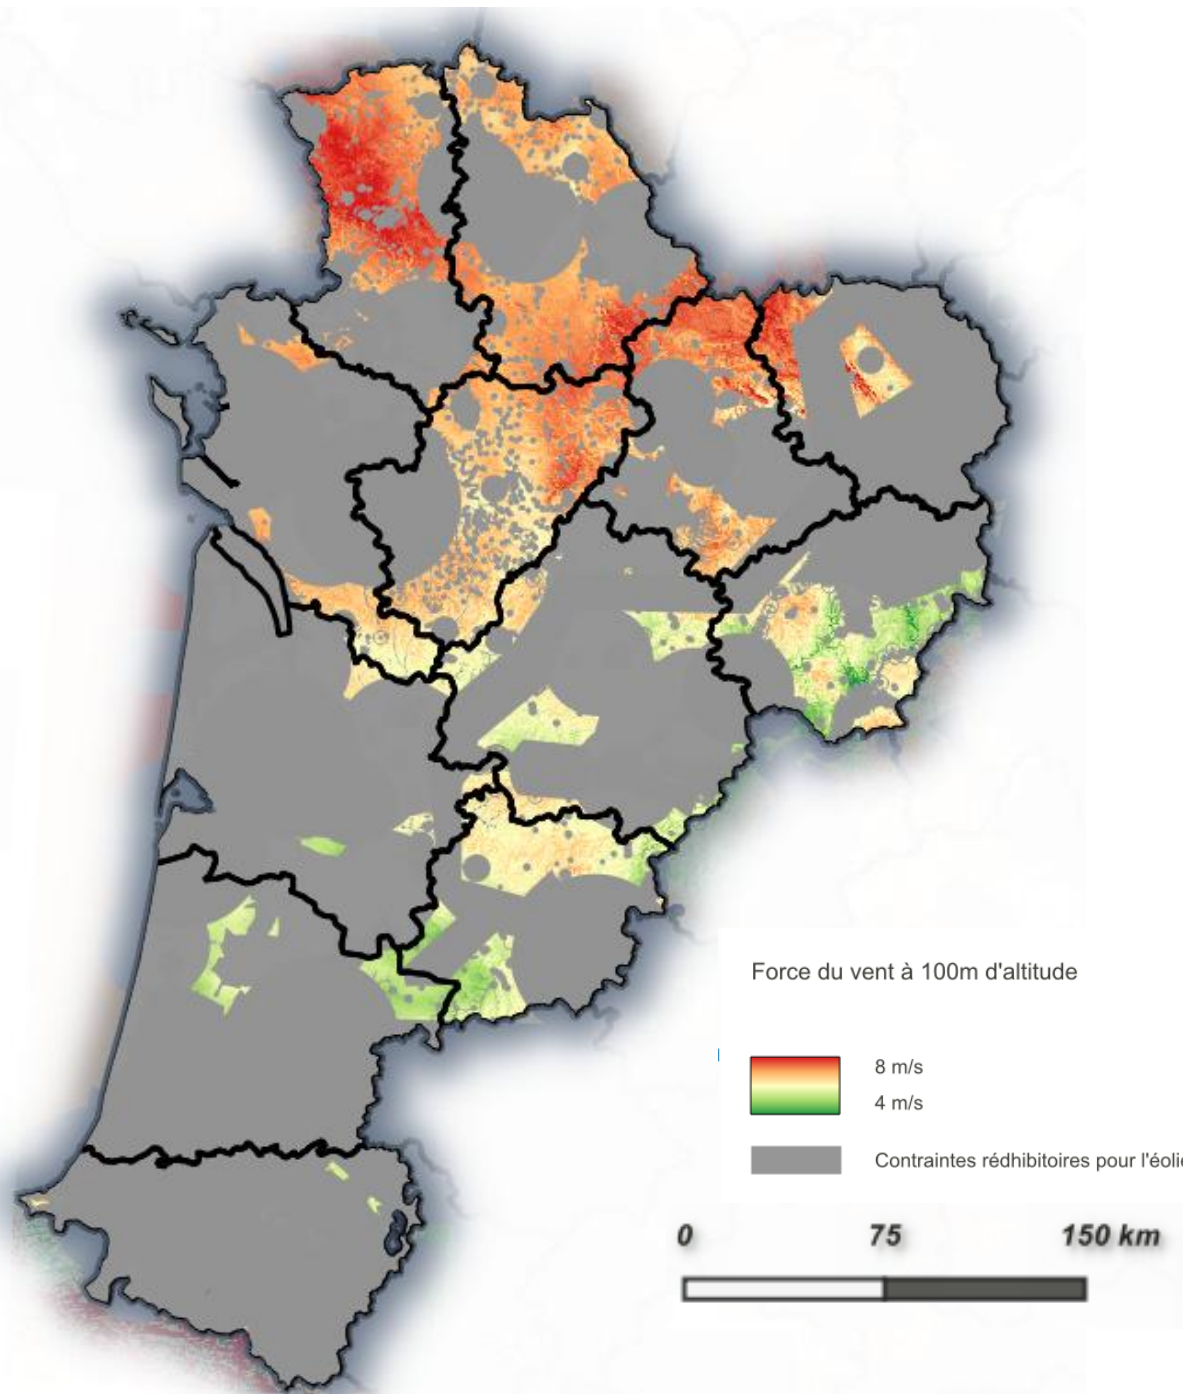 Force du vent à 100m d'altitude
8 m/s
4 m/s
Contraintes rédhibitoires pour l'éolie
0 75 150 km